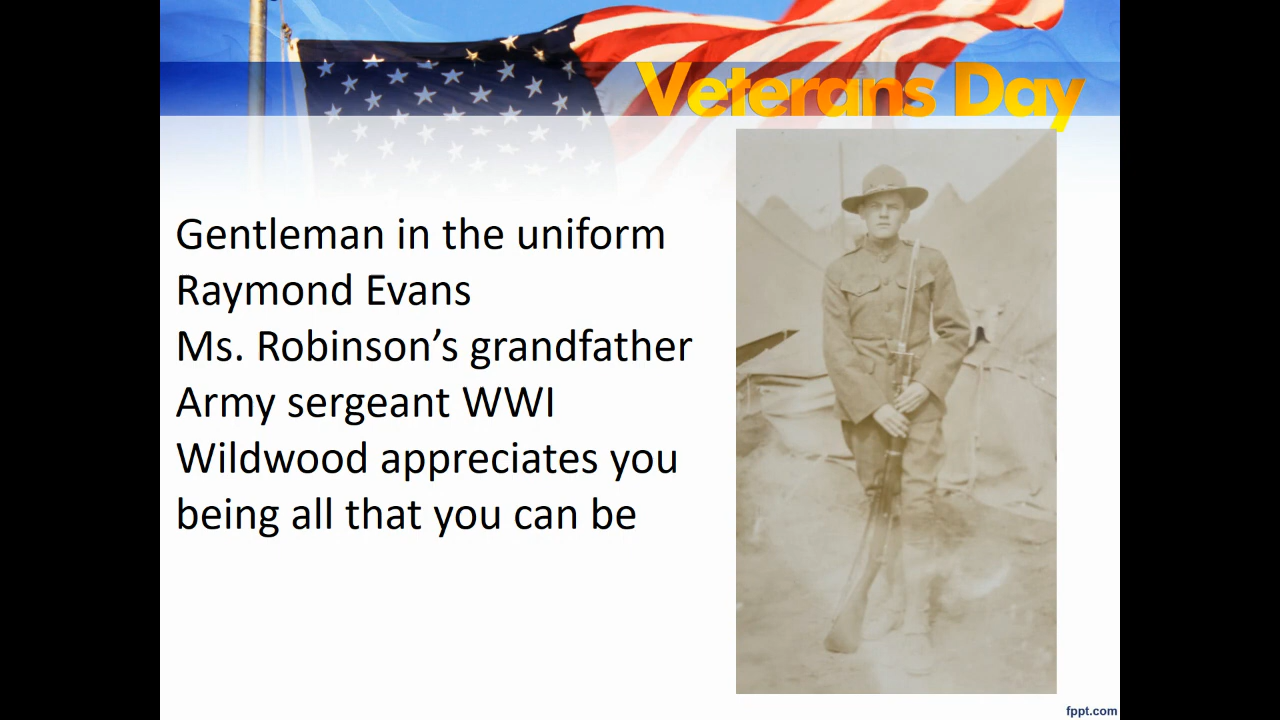 Veterans Day
Gentleman in the uniform
Raymond Evans
Ms. Robinson’s grandfather
Army sergeant WWI
Wildwood appreciates you
being all that you can be
fppt.com